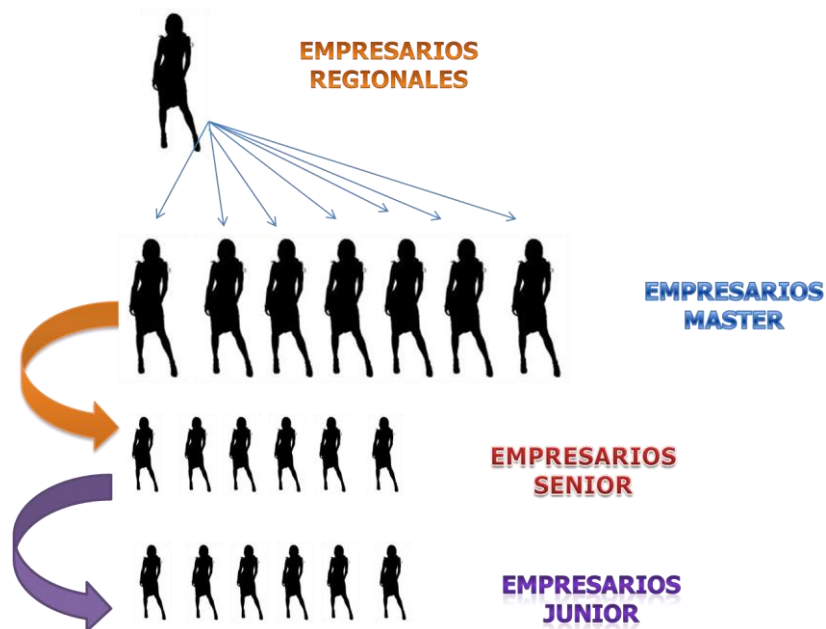 EMPRESARIOS
REGIONALES
EMPRESARIOS
MASTER
EMPRESARIOS
SENIOR
EMPRESARIOS
JUNIOR